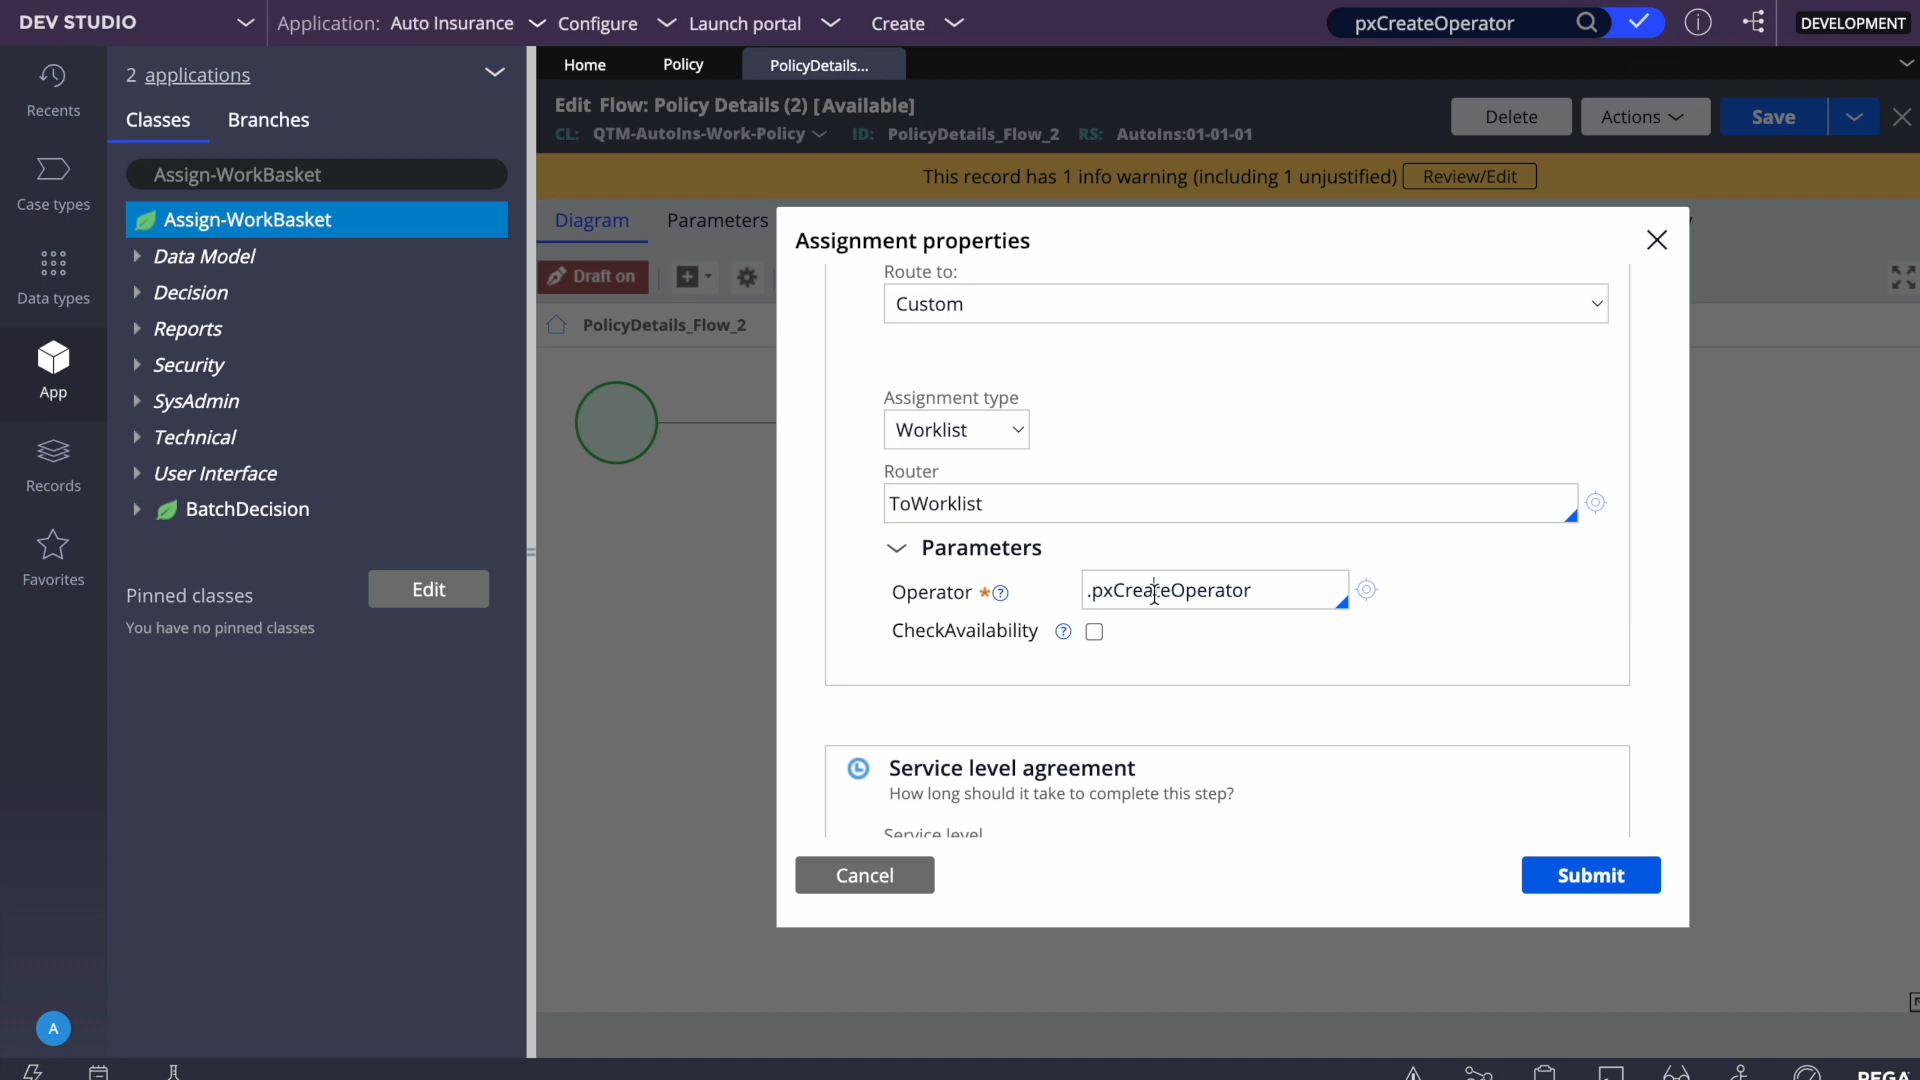 DEV STUDIO
Application: Auto Insurance
Configure
Launch portal
Create
pxCreateOperator
DEVELOPMENT
Recents
Case types
Data types
App
Records
Favorites
A
2 applications
Classes
Branches
Assign-WorkBasket
Assign-WorkBasket
Data Model
Decision
Reports
Security
SysAdmin
Technical
User Interface
BatchDecision
Pinned classes
Edit
You have no pinned classes
Home
Policy
PolicyDetails...
Edit Flow: Policy Details (2) [Available]
CL: QTM-AutoIns-Work-Policy ID: PolicyDetails_Flow_2 RS: AutoIns:01-01-01
Delete
Actions
Save
This record has 1 info warning (including 1 unjustified)
Review/Edit
Diagram
Parameters
Draft on
PolicyDetails_Flow_2
Assignment properties
Route to:
Custom
Assignment type
Worklist
Router
ToWorklist
Parameters
Operator *
.pxCreateOperator
CheckAvailability
Service level agreement
How long should it take to complete this step?
Service level
Cancel
Submit
PEGA